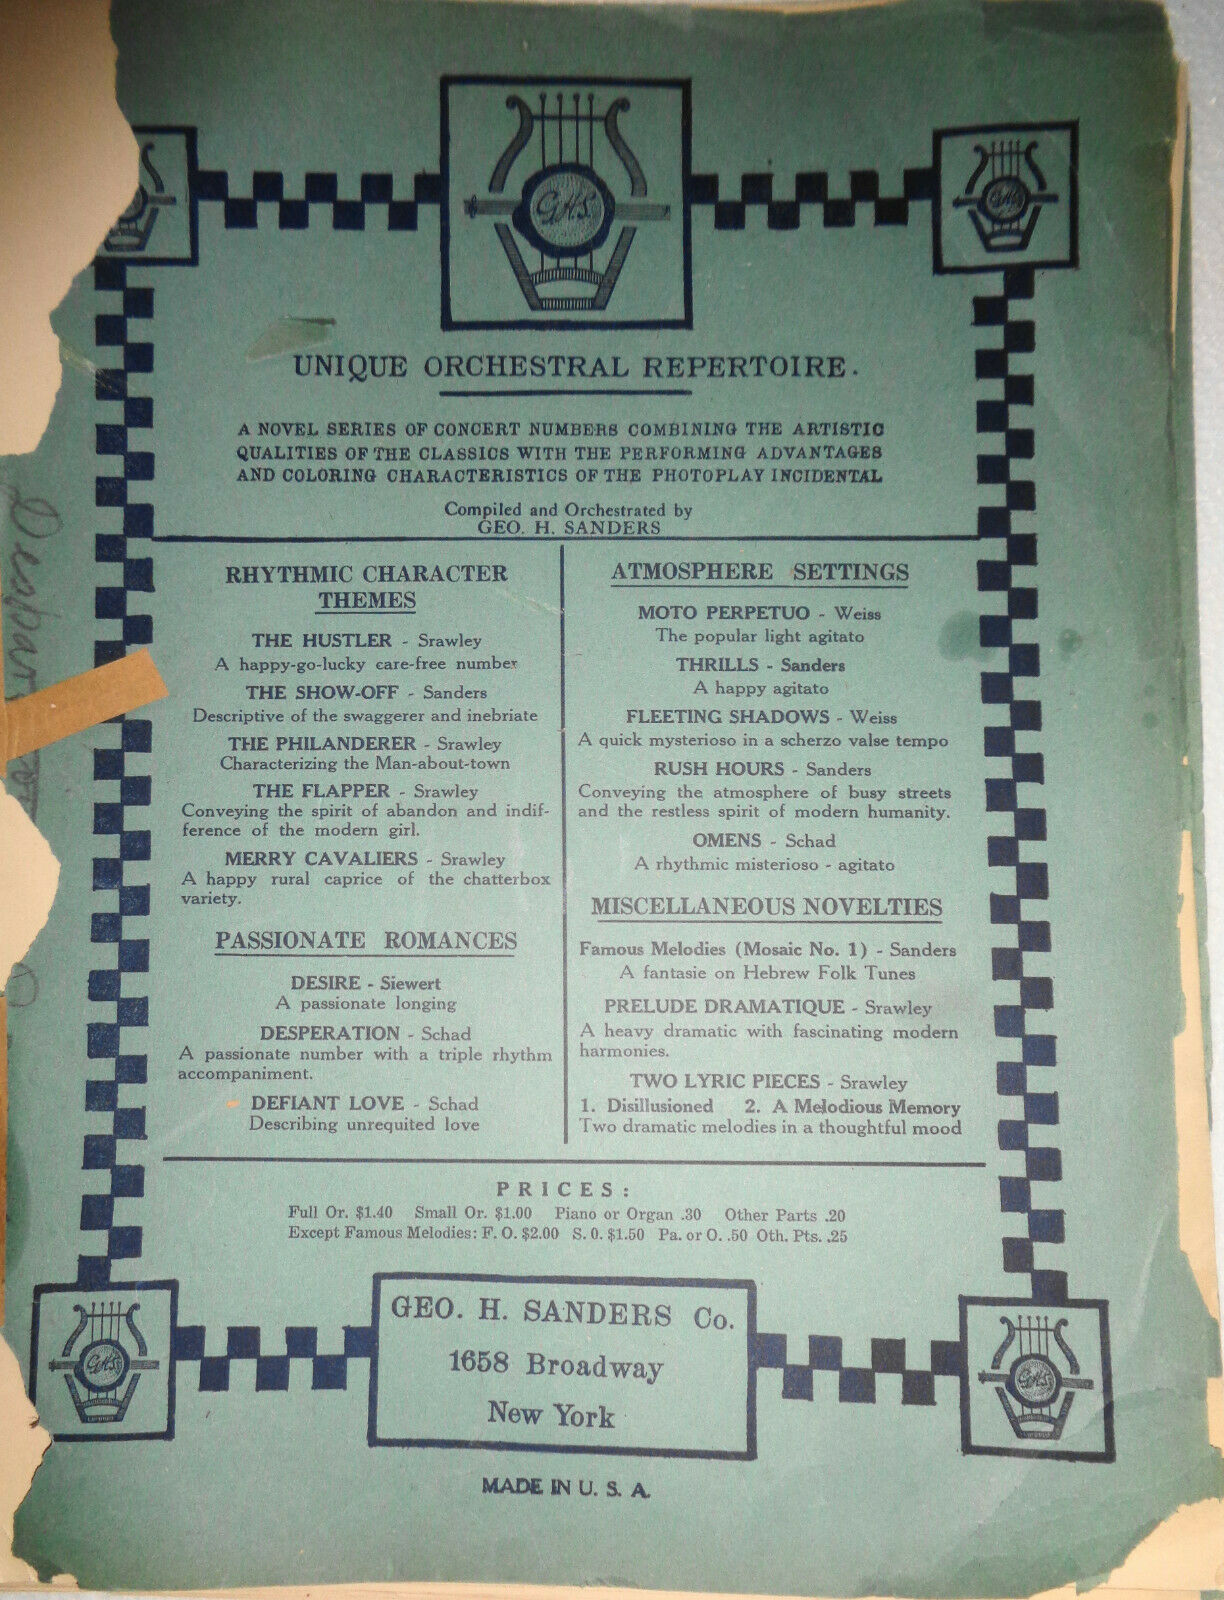 G.H.S.
G.H.S.
UNIQUE ORCHESTRAL REPERTOIRE.
A NOVEL SERIES OF CONCERT NUMBERS COMBINING THE ARTISTIC
QUALITIES OF THE CLASSICS WITH THE PERFORMING ADVANTAGES
AND COLORING CHARACTERISTICS OF THE PHOTOPLAY INCIDENTAL
Compiled and Orchestrated by
GEO. H. SANDERS
RHYTHMIC CHARACTER
THEMES
THE HUSTLER - Srawley
A happy-go-lucky care-free number
THE SHOW-OFF - Sanders
Descriptive of the swaggerer and inebriate
THE PHILANDERER - Srawley
Characterizing the Man-about-town
THE FLAPPER - Srawley
Conveying the spirit of abandon and indif-
ference of the modern girl.
MERRY CAVALIERS - Srawley
A happy rural caprice of the chatterbox
variety.
PASSIONATE ROMANCES
DESIRE - Siewert
A passionate longing
DESPERATION - Schad
A passionate number with a triple rhythm
accompaniment.
DEFIANT LOVE - Schad
Describing unrequited love
ATMOSPHERE SETTINGS
MOTO PERPETUO - Weiss
The popular light agitato
THRILLS - Sanders
A happy agitato
FLEETING SHADOWS - Weiss
A quick mysterioso in a scherzo valse tempo
RUSH HOURS - Sanders
Conveying the atmosphere of busy streets
and the restless spirit of modern humanity.
OMENS - Schad
A rhythmic misterioso - agitato
MISCELLANEOUS NOVELTIES
Famous Melodies (Mosaic No. 1) - Sanders
A fantasie on Hebrew Folk Tunes
PRELUDE DRAMATIQUE - Srawley
A heavy dramatic with fascinating modern
harmonies.
TWO LYRIC PIECES - Srawley
1. Disillusioned 2. A Melodious Memory
Two dramatic melodies in a thoughtful mood
PRICES:
Full Or. $1.40 Small Or. $1.00 Piano or Organ .30 Other Parts .20
Except Famous Melodies: F. O. $2.00 S. O. $1.50 Pa. or O. .50 Oth. Pts. .25
G.H.S.
GEO. H. SANDERS Co.
1658 Broadway
New York
G.H.S.
MADE IN U. S. A.